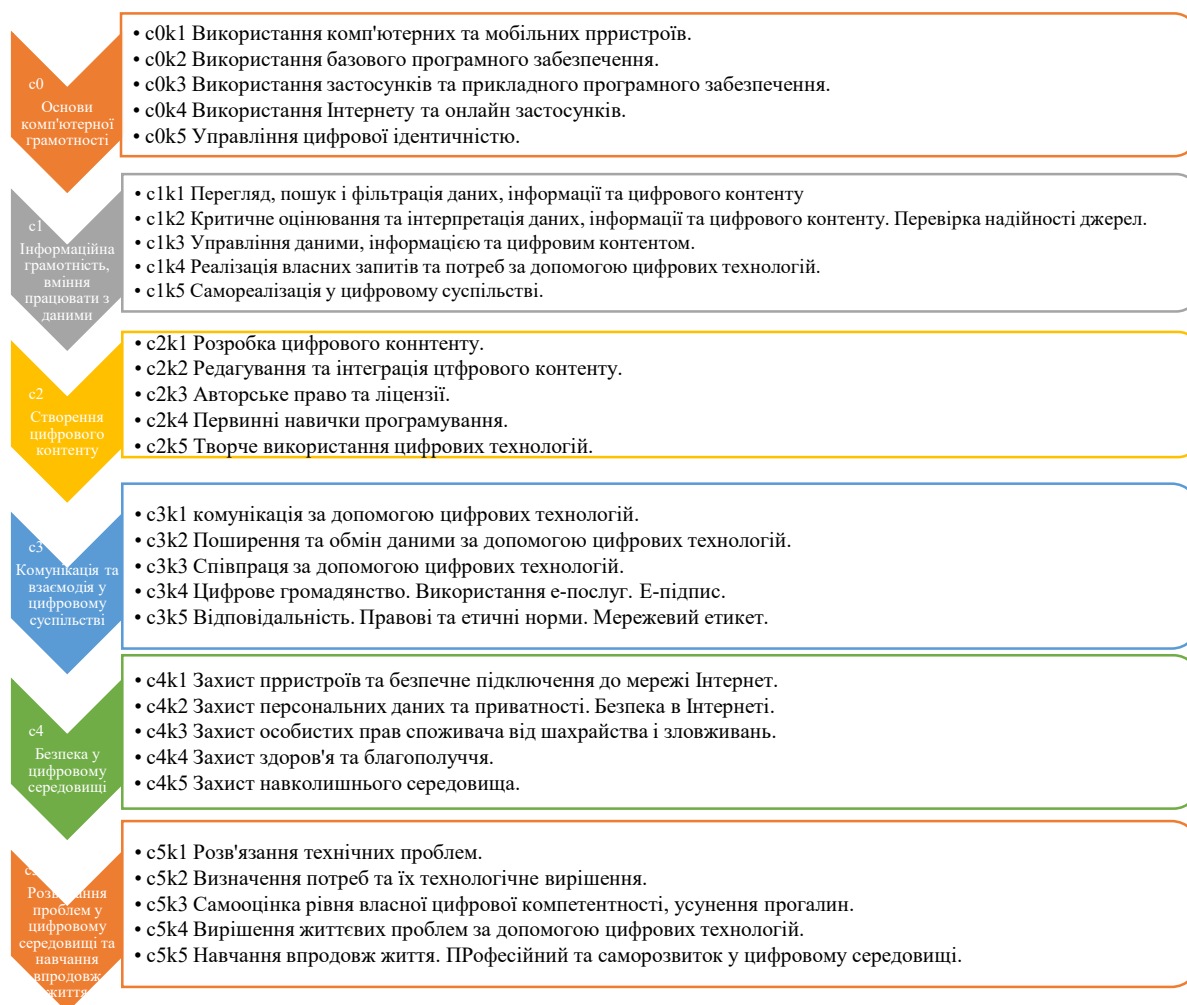 c0
Основи
комп'ютерної
грамотності
• c0k1 Використання комп'ютерних та мобільних прристроїв.
• c0k2 Використання базового програмного забезпечення.
• c0k3 Використання застосунків та прикладного програмного забезпечення.
• c0k4 Використання Інтернету та онлайн застосунків.
• c0k5 Управління цифрової ідентичністю.
c1
Інформаційна
грамотність,
вміння
працювати з
даними
• c1k1 Перегляд, пошук і фільтрація даних, інформації та цифрового контенту
• c1k2 Критичне оцінювання та інтерпретація даних, інформації та цифрового контенту. Перевірка надійності джерел.
• c1k3 Управління даними, інформацією та цифровим контентом.
• c1k4 Реалізація власних запитів та потреб за допомогою цифрових технологій.
• c1k5 Самореалізація у цифровому суспільстві.
c2
Створення
цифрового
контенту
• c2k1 Розробка цифрового коннтенту.
• c2k2 Редагування та інтеграція цтфрового контенту.
• c2k3 Авторське право та ліцензії.
• c2k4 Первинні навички програмування.
• c2k5 Творче використання цифрових технологій.
c3
Комунікація та
взаємодія у
цифровому
суспільстві
• c3k1 комунікація за допомогою цифрових технологій.
• c3k2 Поширення та обмін даними за допомогою цифрових технологій.
• c3k3 Співпраця за допомогою цифрових технологій.
• c3k4 Цифрове громадянство. Використання е-послуг. Е-підпис.
• c3k5 Відповідальність. Правові та етичні норми. Мережевий етикет.
c4
Безпека у
цифровому
середовищі
• c4k1 Захист прристроїв та безпечне підключення до мережі Інтернет.
• c4k2 Захист персональних даних та приватності. Безпека в Інтернеті.
• c4k3 Захист особистих прав споживача від шахрайства і зловживань.
• c4k4 Захист здоров'я та благополуччя.
• c4k5 Захист навколишнього середовища.
проблем у
цифровому
середовищі та
навчання
впродовж
життя
• c5k1 Розв'язання технічних проблем.
• c5k2 Визначення потреб та їх технологічне вирішення.
• c5k3 Самооцінка рівня власної цифрової компетентності, усунення прогалин.
• c5k4 Вирішення життєвих проблем за допомогою цифрових технологій.
• c5k5 Навчання впродовж життя. ПРофесійний та саморозвиток у цифровому середовищі.